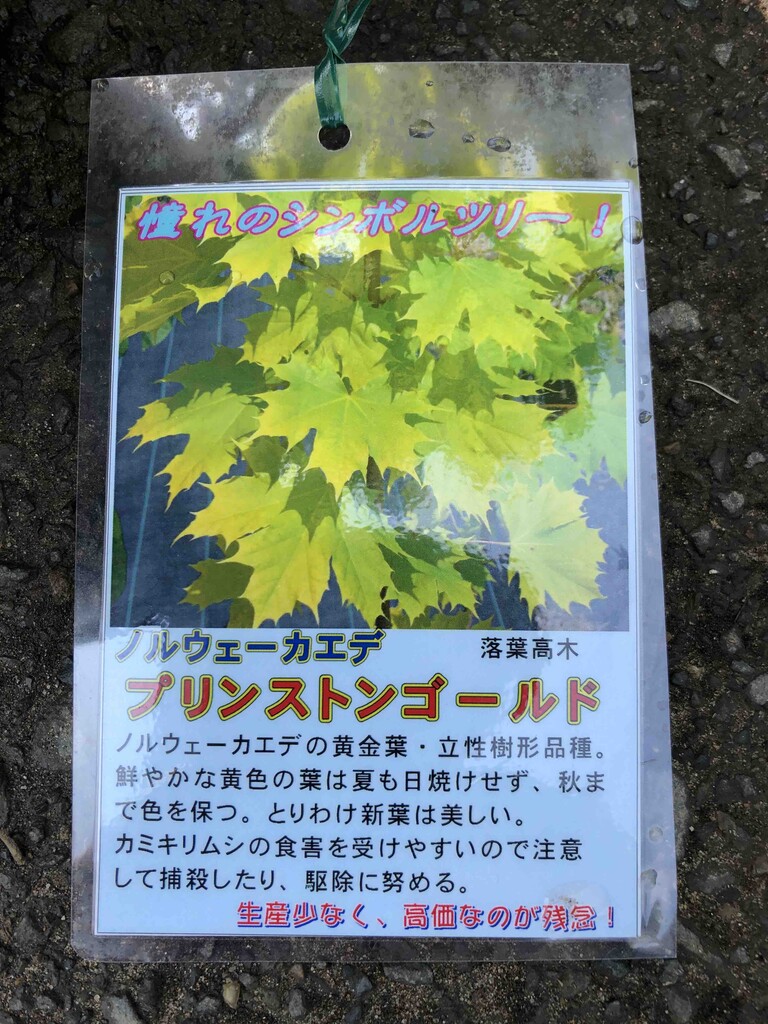 憧れのシンボルツリー！
ノルウェーカエデ 落葉高木
プリンストンゴールド
ノルウェーカエデの黄金葉・立性樹形品種。
鮮やかな黄色の葉は夏も日焼けせず、秋ま
で色を保つ。とりわけ新葉は美しい。
カミキリムシの食害を受けやすいので注意
して捕殺したり、駆除に努める。
生産少なく、高価なのが残念！